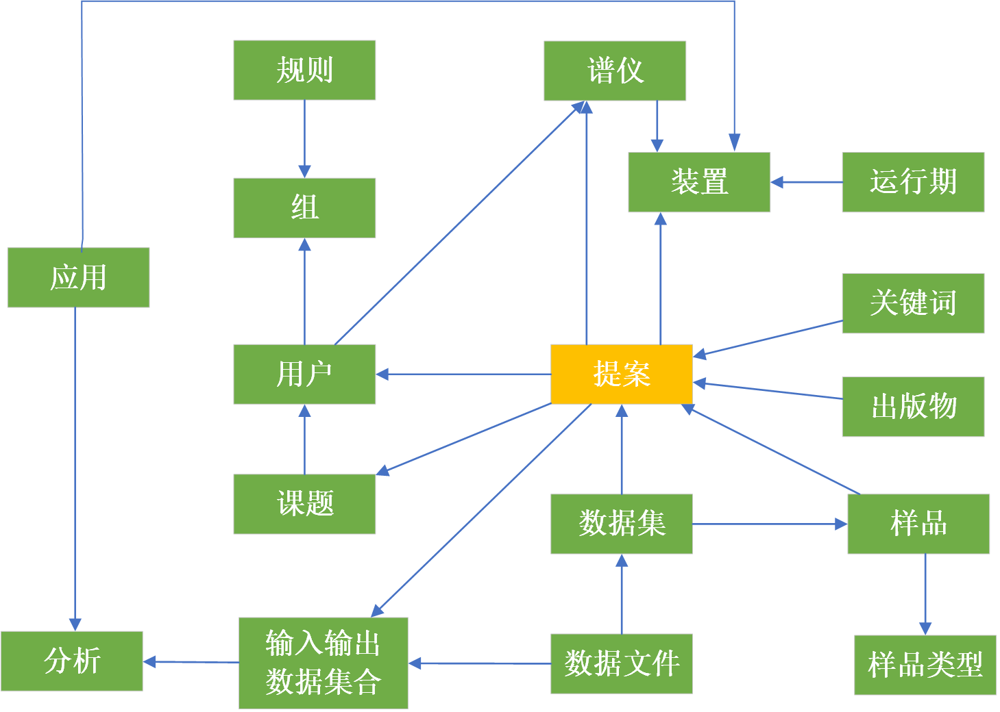 规则
谱仪
组
装置
运行期
应用
关键词
用户
提案
出版物
课题
数据集
样品
分析
输入输出
数据集合
数据文件
样品类型